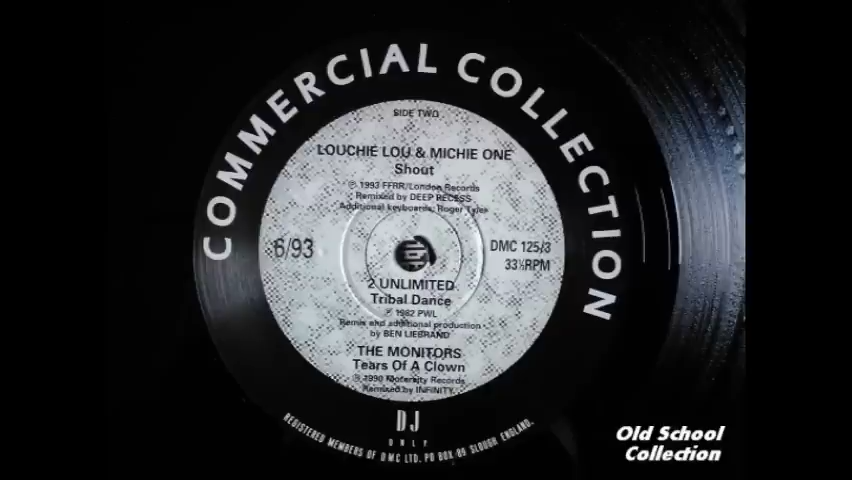 COMMERCIAL COLLECTION
SIDE TWO
LOUCHIE LOU & MICHIE ONE
Shout
℗ 1993 FFRR/London Records
Remixed by DEEP RECESS
Additional keyboards: Roger Tyler
6/93
DMC 125/3
33⅓RPM
2 UNLIMITED
Tribal Dance
℗ 1992 PWL
Remix and additional production
by BEN LIEBRAND
THE MONITORS
Tears Of A Clown
℗ 1990 Records
Remixed by INFINITY
DJ
ONLY
REGISTERED MEMBERS OF DMC LTD. PO BOX 89 SLOUGH ENGLAND.
Old School
Collection